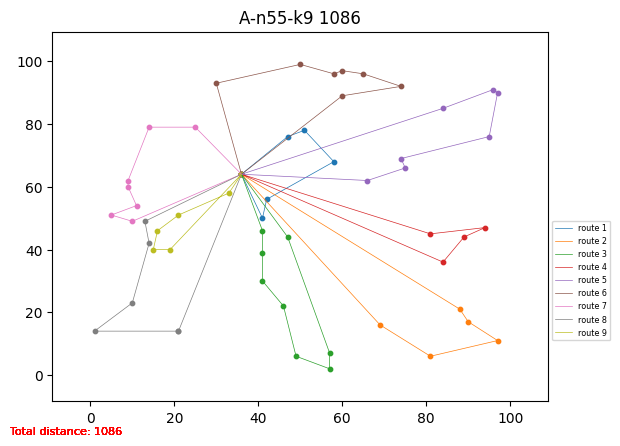 A-n55-k9 1086
100
80
60
40
20
0
0 20 40 60 80 100
route 1
route 2
route 3
route 4
route 5
route 6
route 7
route 8
route 9
Total distance: 1086